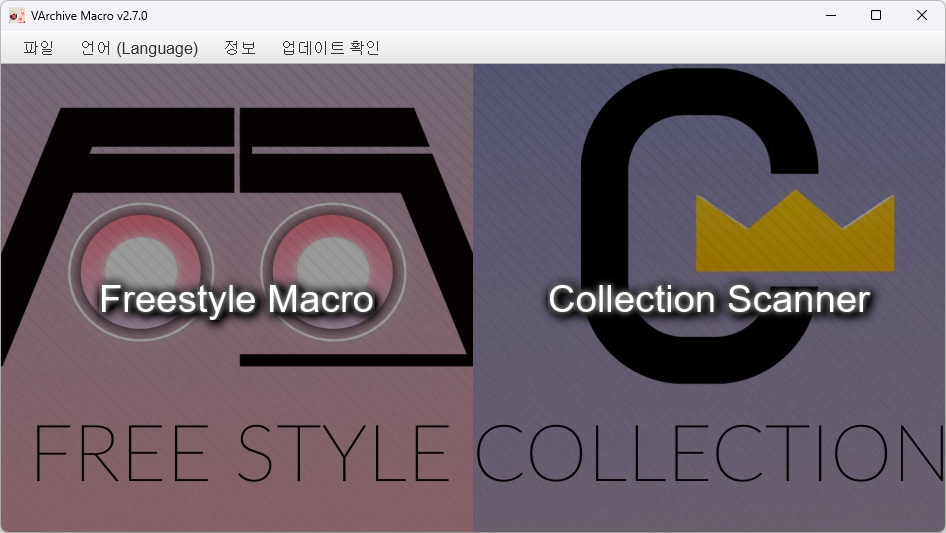 VArchive Macro v2.7.0
파일 언어 (Language) 정보 업데이트 확인
Freestyle Macro
Collection Scanner
FREE STYLE
COLLECTION